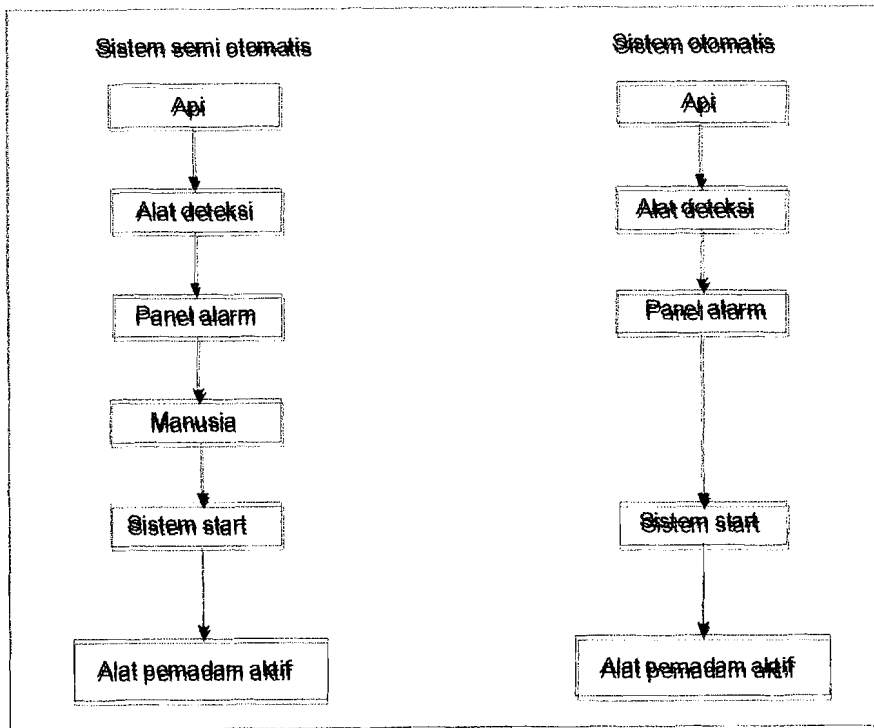 Sistem semi otomatis
Api
Alat deteksi
Panel alarm
Manusia
Sistem start
Alat pemadam aktif
Sistem otomatis
Api
Alat deteksi
Panel alarm
Sistem start
Alat pemadam aktif